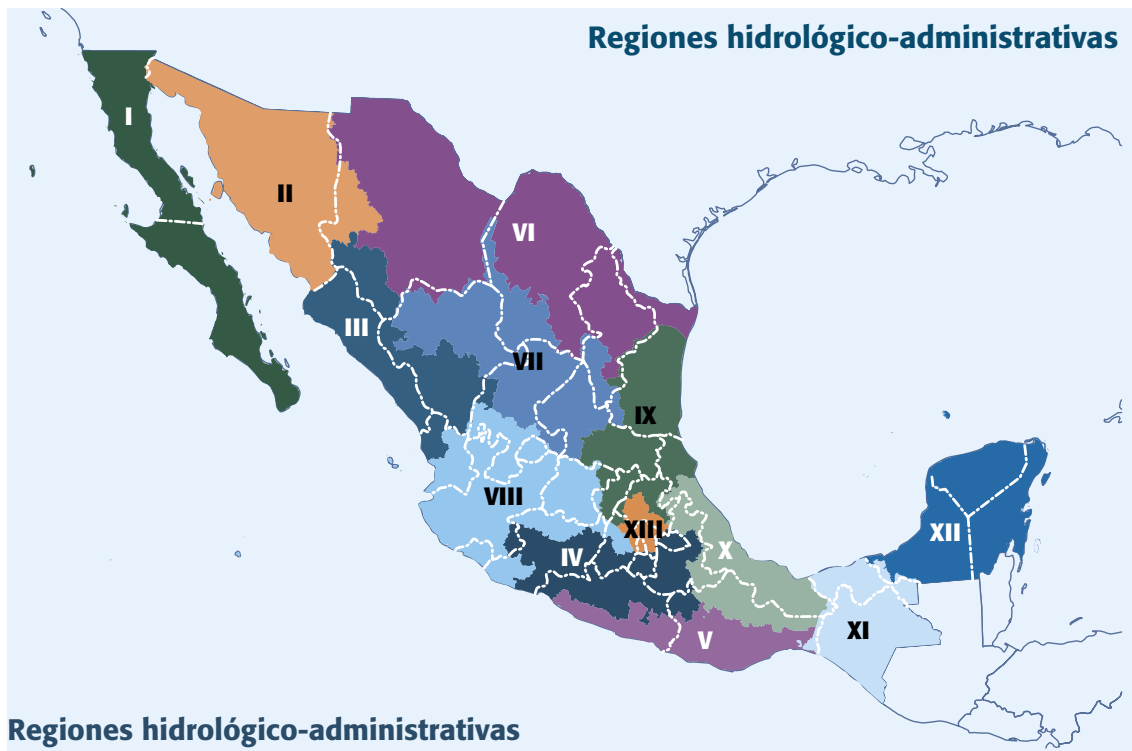 Regiones hidrológico-administrativas
I
II
VI
III
VII
IX
VIII
XIII
XII
IV
X
XI
V
Regiones hidrológico-administrativas